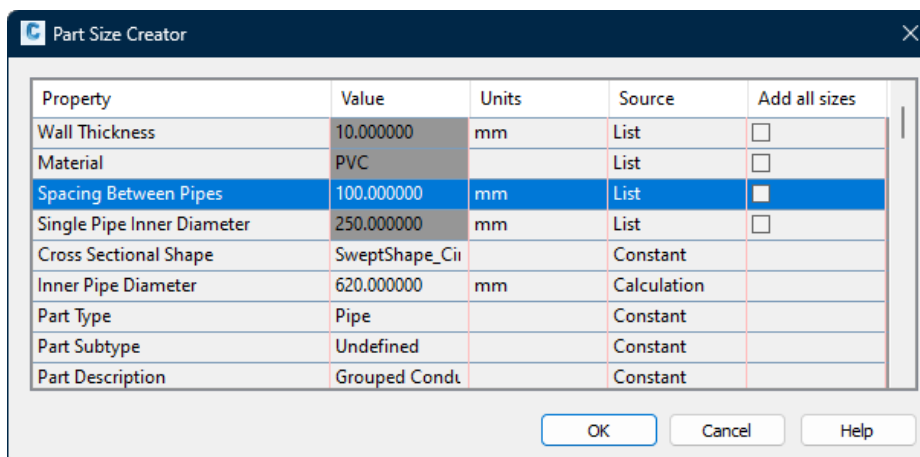 C Part Size Creator
Property Value Units Source Add all sizes
Wall Thickness 10.000000 mm List
Material PVC List
Spacing Between Pipes 100.000000 mm List
Single Pipe Inner Diameter 250.000000 mm List
Cross Sectional Shape SweptShape_Cir Constant
Inner Pipe Diameter 620.000000 mm Calculation
Part Type Pipe Constant
Part Subtype Undefined Constant
Part Description Grouped Condu Constant
OK Cancel Help